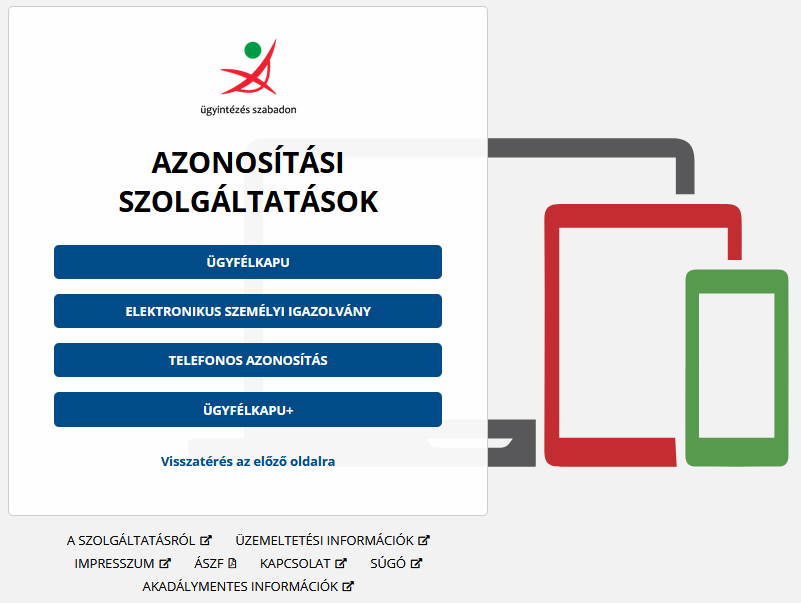 ügyintézés szabadon
AZONOSÍTÁSI
SZOLGÁLTATÁSOK
ÜGYFÉLKAPU
ELEKTRONIKUS SZEMÉLYI IGAZOLVÁNY
TELEFONOS AZONOSÍTÁS
ÜGYFÉLKAPU+
Visszatérés az előző oldalra
A SZOLGÁLTATÁSRÓL ÜZEMELTETÉSI INFORMÁCIÓK
IMPRESSZUM ÁSZF KAPCSOLAT SÚGÓ
AKADÁLYMENTES INFORMÁCIÓK